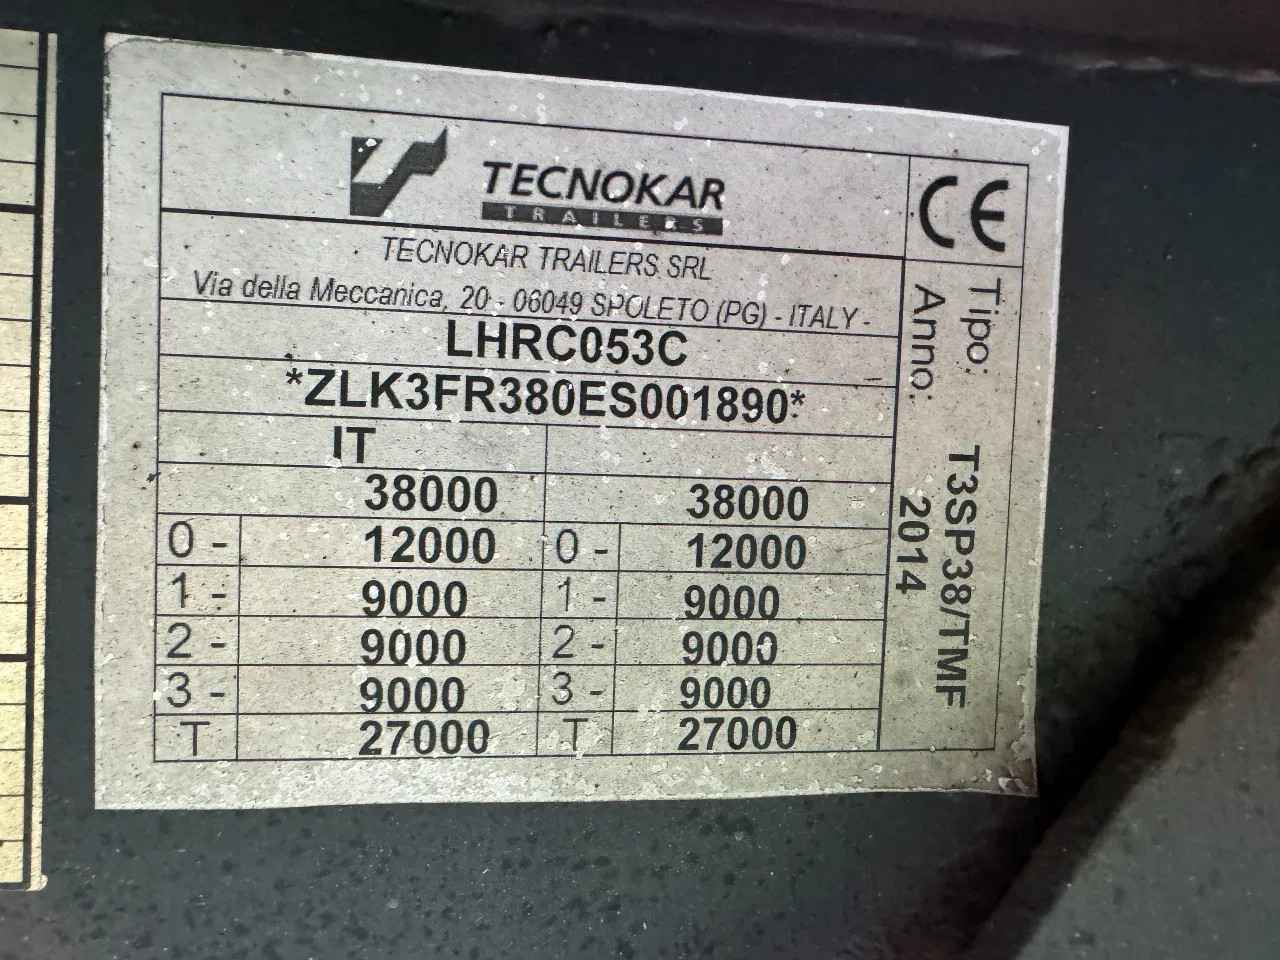 TECNOKAR
TRAILERS
CE
TECNOKAR TRAILERS SRL
Via della Meccanica, 20 - 06049 SPOLETO (PG) - ITALY -
LHRC053C
*ZLK3FR380ES001890*
IT
38000 38000
0 - 12000 0 - 12000
1 - 9000 1 - 9000
2 - 9000 2 - 9000
3 - 9000 3 - 9000
T 27000 T 27000
Tipo: T3SP38/TMF
Anno: 2014